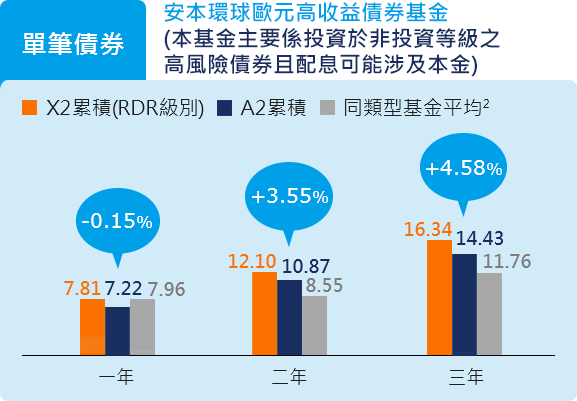 單筆債券
安本環球歐元高收益債券基金
(本基金主要係投資於非投資等級之
高風險債券且配息可能涉及本金)
X2累積(RDR級別) A2累積 同類型基金平均2
-0.15%
+3.55%
+4.58%
7.81 7.22 7.96
12.10 10.87 8.55
16.34 14.43 11.76
一年 二年 三年